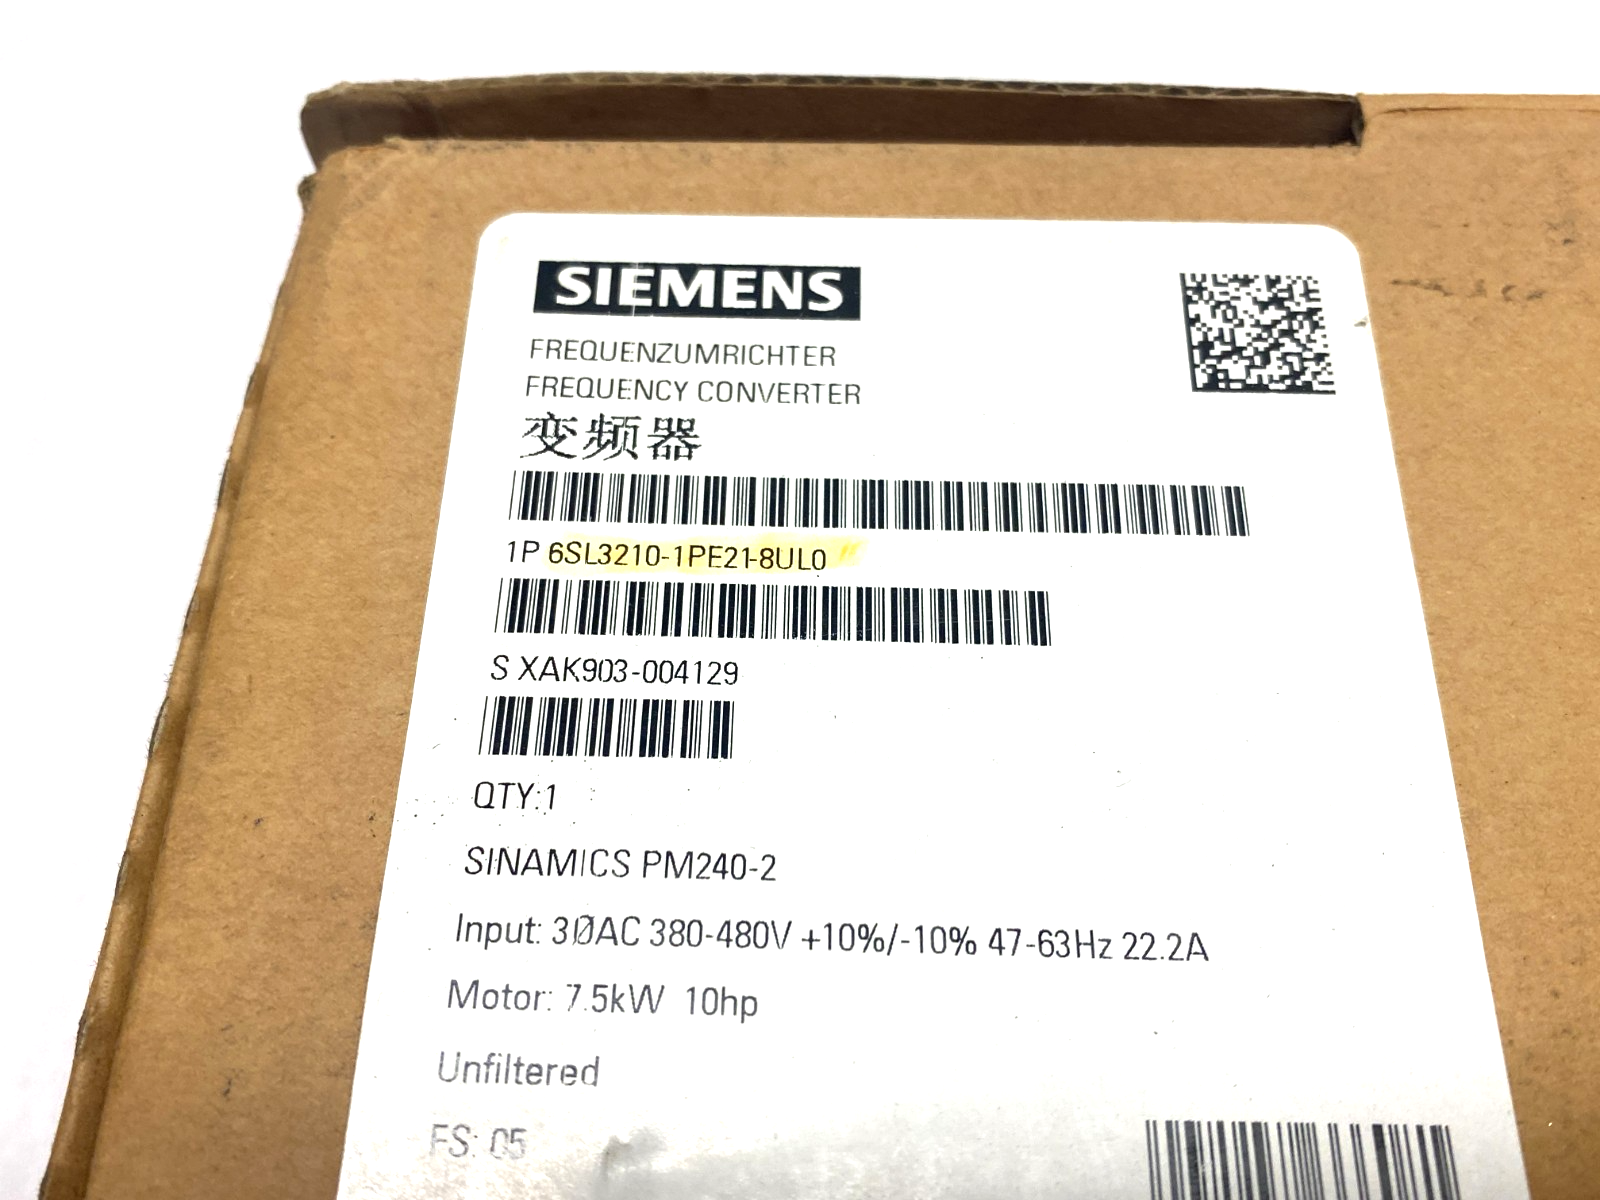 SIEMENS
FREQUENZUMRICHTER
FREQUENCY CONVERTER
变频器
1P 6SL3210-1PE21-8UL0
S XAK903-004129
QTY:1
SINAMICS PM240-2
Input: 3ØAC 380-480V +10%/-10% 47-63Hz 22.2A
Motor: 7.5kW 10hp
Unfiltered
FS: 05